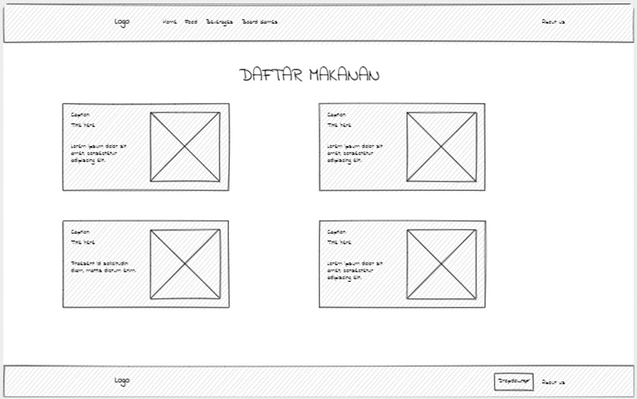 Logo Home Food Beverages Board Games About us
DAFTAR MAKANAN
Caption
Title here
Lorem ipsum dolor sit
amet, consectetur
adipiscing elit.
Caption
Title here
Lorem ipsum dolor sit
amet, consectetur
adipiscing elit.
Caption
Title here
Praesent id sollicitudin
diam, mattis dictum enim.
Caption
Title here
Lorem ipsum dolor sit
amet, consectetur
adipiscing elit.
Logo Dropdown About us